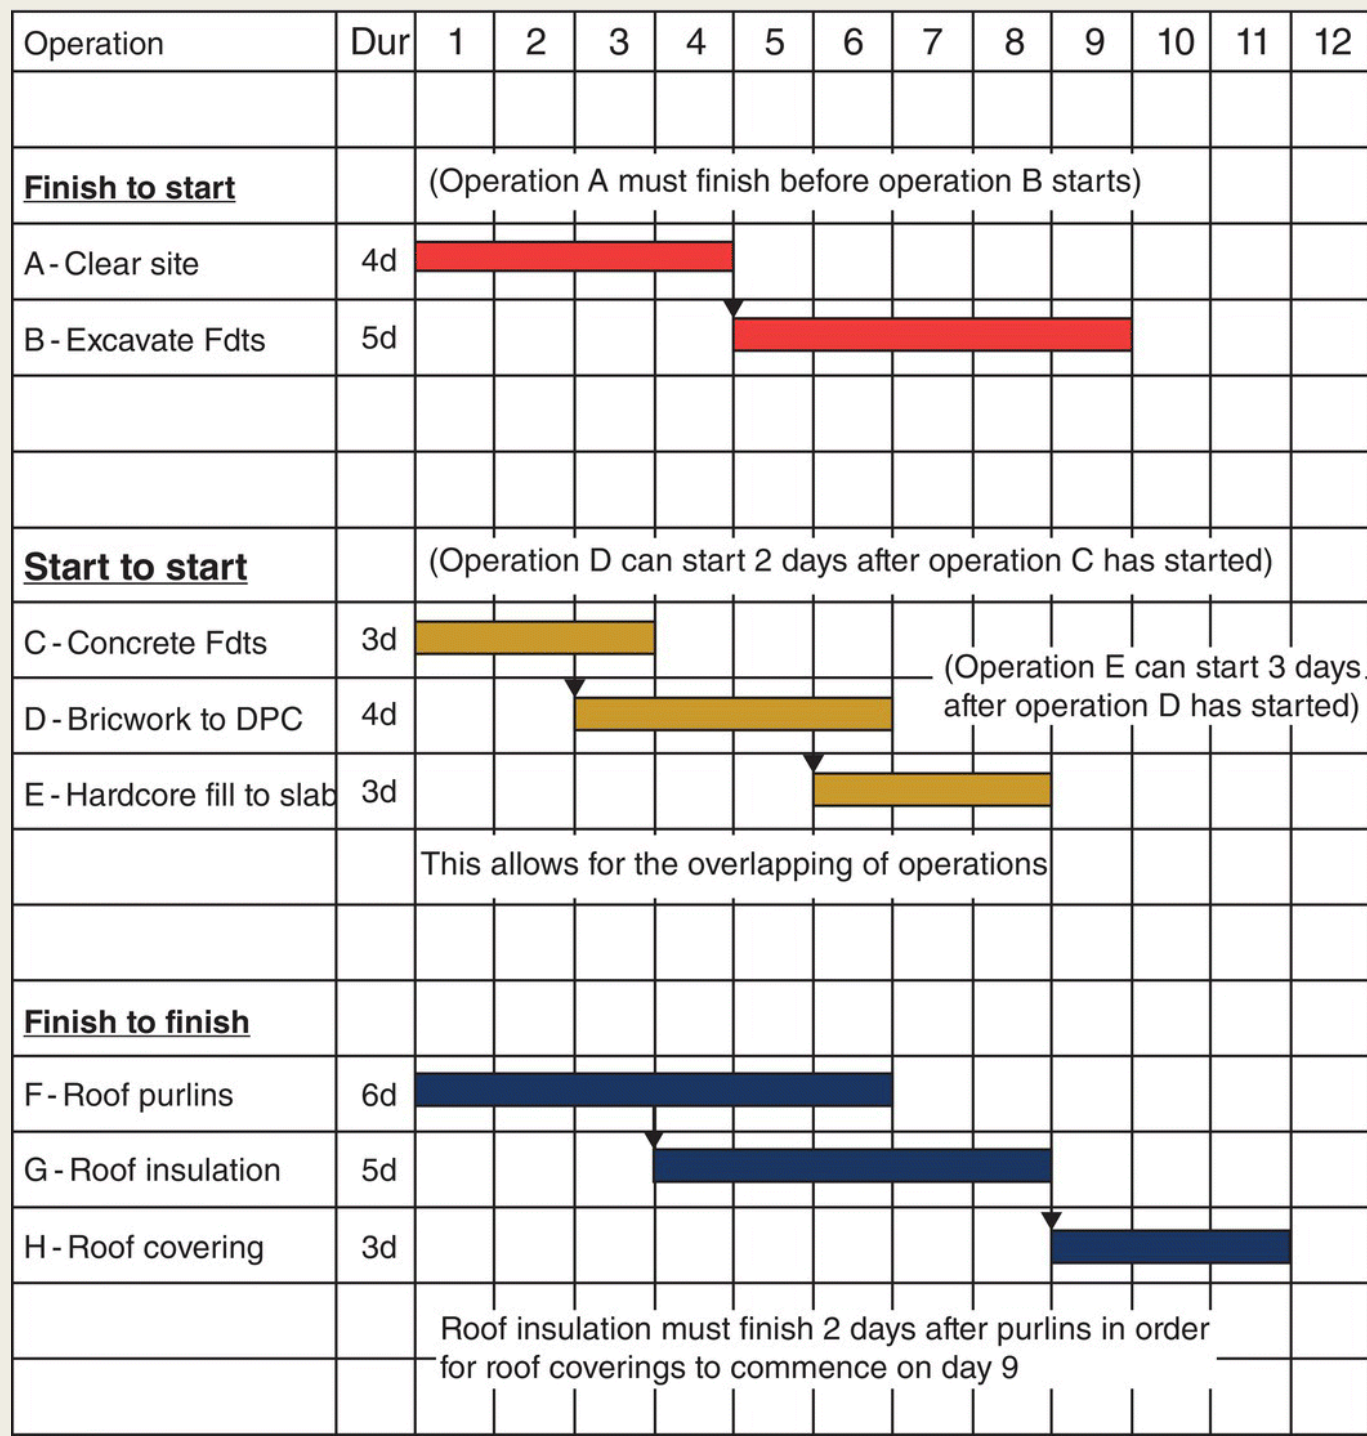 Operation Dur 1 2 3 4 5 6 7 8 9 10 11 12
Finish to start (Operation A must finish before operation B starts)
A - Clear site 4d
B - Excavate Fdts 5d
Start to start (Operation D can start 2 days after operation C has started)
C - Concrete Fdts 3d
(Operation E can start 3 days
after operation D has started)
D - Bricwork to DPC 4d
E - Hardcore fill to slab 3d
This allows for the overlapping of operations
Finish to finish
F - Roof purlins 6d
G - Roof insulation 5d
H - Roof covering 3d
Roof insulation must finish 2 days after purlins in order
for roof coverings to commence on day 9